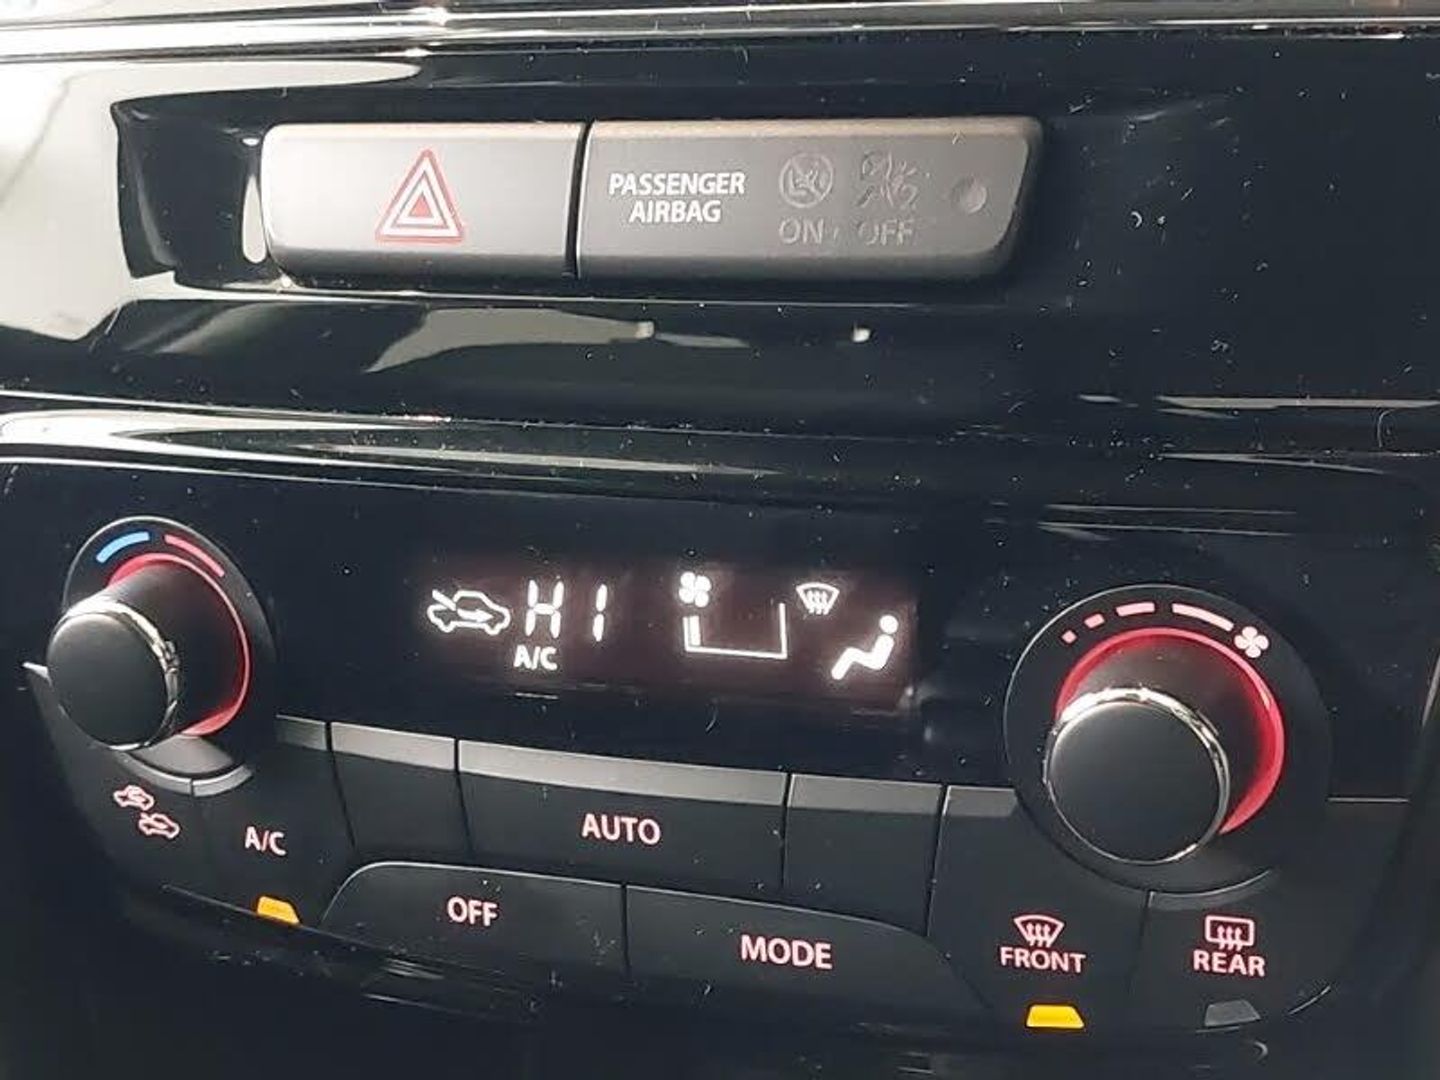 PASSENGER
AIRBAG
ON OFF
HI
A/C
A/C
AUTO
OFF
MODE
FRONT
REAR